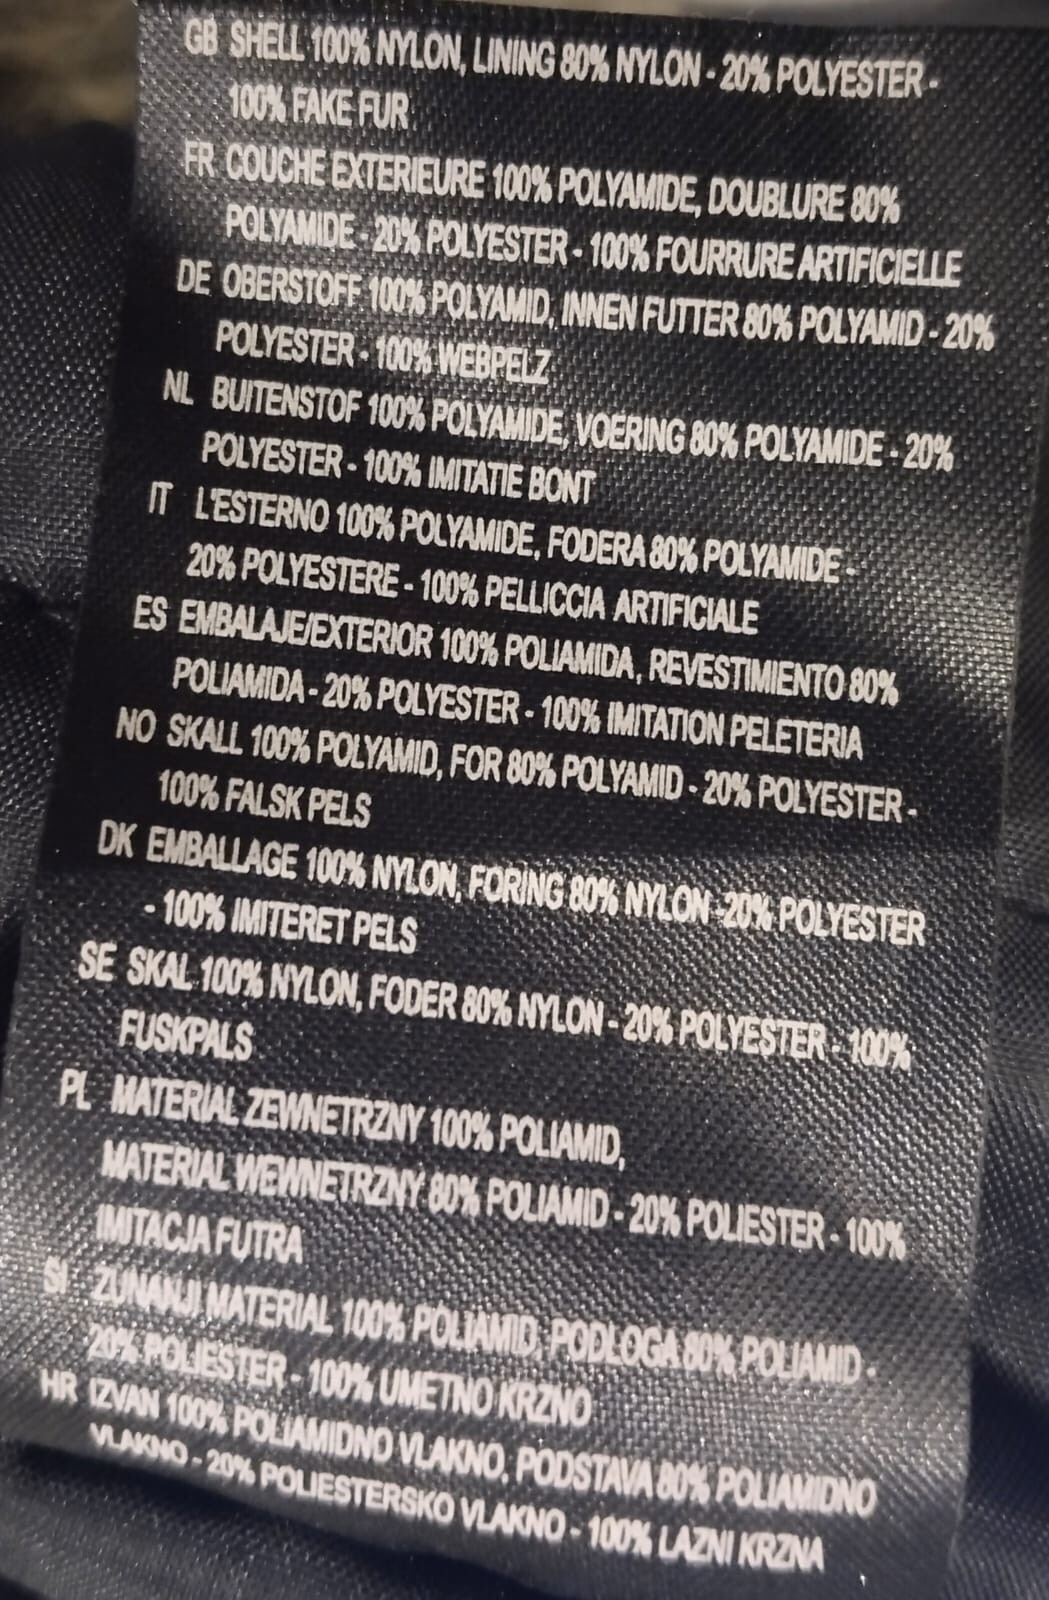 GB SHELL 100% NYLON, LINING 80% NYLON - 20% POLYESTER -
100% FAKE FUR
FR COUCHE EXTERIEURE 100% POLYAMIDE, DOUBLURE 80%
POLYAMIDE - 20% POLYESTER - 100% FOURRURE ARTIFICIELLE
DE OBERSTOFF 100% POLYAMID, INNEN FUTTER 80% POLYAMID - 20%
POLYESTER - 100% WEBPELZ
NL BUITENSTOF 100% POLYAMIDE, VOERING 80% POLYAMIDE - 20%
POLYESTER - 100% IMITATIE BONT
IT L'ESTERNO 100% POLYAMIDE, FODERA 80% POLYAMIDE -
20% POLYESTERE - 100% PELLICCIA ARTIFICIALE
ES EMBALAJE/EXTERIOR 100% POLIAMIDA, REVESTIMIENTO 80%
POLIAMIDA - 20% POLYESTER - 100% IMITATION PELETERIA
NO SKALL 100% POLYAMID, FOR 80% POLYAMID - 20% POLYESTER -
100% FALSK PELS
DK EMBALLAGE 100% NYLON, FORING 80% NYLON -20% POLYESTER
- 100% IMITERET PELS
SE SKAL 100% NYLON, FODER 80% NYLON - 20% POLYESTER - 100%
FUSKPALS
PL MATERIAL ZEWNETRZNY 100% POLIAMID,
MATERIAL WEWNETRZNY 80% POLIAMID - 20% POLIESTER - 100%
IMITACJA FUTRA
SI ZUNANJI MATERIAL 100% POLIAMID, PODLOGA 80% POLIAMID -
20% POLIESTER - 100% UMETNO KRZNO
HR IZVAN 100% POLIAMIDNO VLAKNO, PODSTAVA 80% POLIAMIDNO
VLAKNO - 20% POLIESTERSKO VLAKNO - 100% LAZNI KRZNA